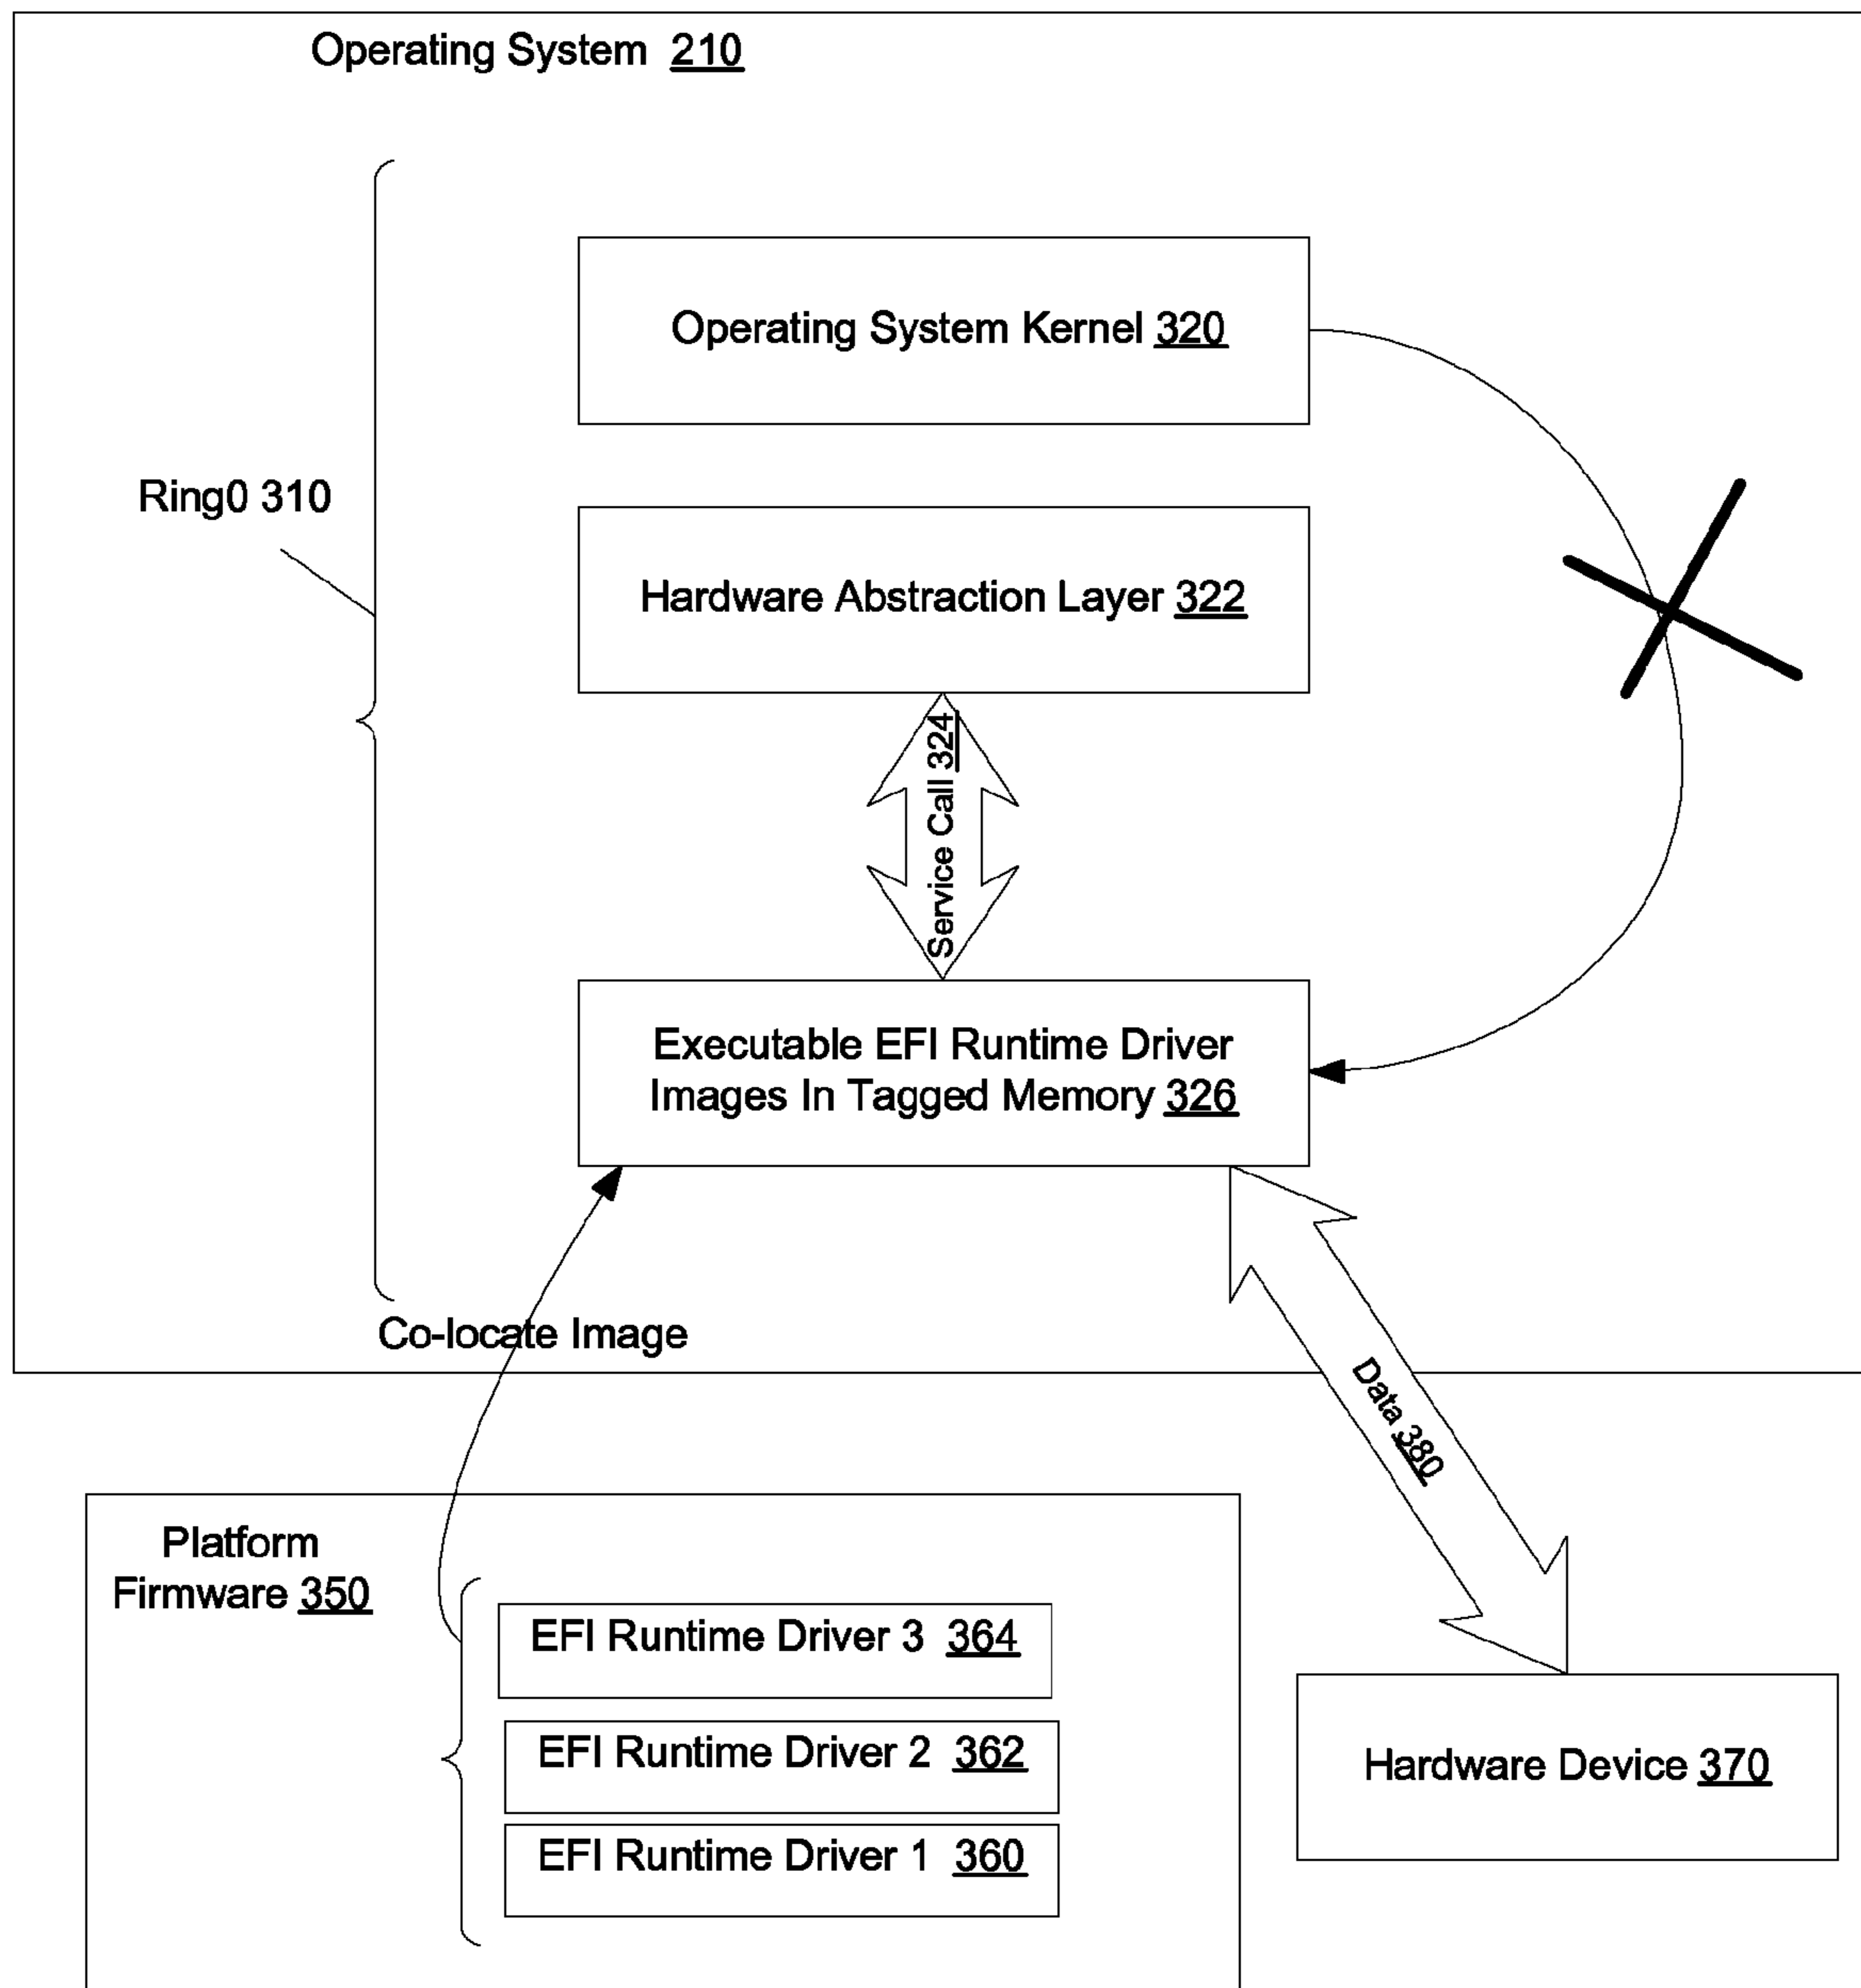 Operating System 210
Operating System Kernel 320
Ring0 310
Hardware Abstraction Layer 322
Service Call 324
Executable EFI Runtime Driver
Images In Tagged Memory 326
Co-locate Image
Data 380
Platform
Firmware 350
EFI Runtime Driver 3 364
EFI Runtime Driver 2 362
EFI Runtime Driver 1 360
Hardware Device 370